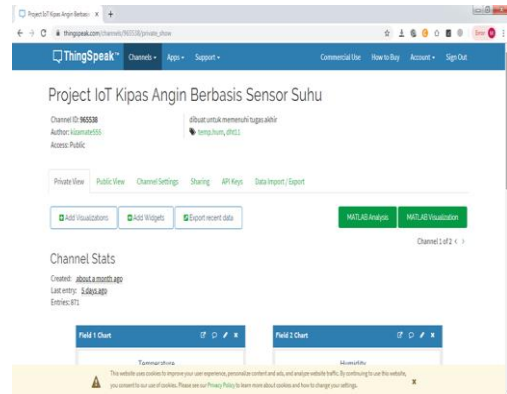 Project IoT Kipas Angin Berbasis
thingspeak.com/channels/965538/private_show
Error
ThingSpeak™ Channels Apps Support Commercial Use How to Buy Account Sign Out
Project IoT Kipas Angin Berbasis Sensor Suhu
Channel ID: 965538
Author: kizamate555
Access: Public
dibuat untuk memenuhi tugas akhir
temp.hum, dht11
Private View Public View Channel Settings Sharing API Keys Data Import / Export
Add Visualizations Add Widgets Export recent data MATLAB Analysis MATLAB Visualization
Channel 1 of 2 < >
Channel Stats
Created: about a month ago
Last entry: 5 days ago
Entries: 871
Field 1 Chart Field 2 Chart
Temperature Humidity
This website uses cookies to improve your user experience, personalize content and ads, and analyze website traffic. By continuing to use this website,
you consent to our use of cookies. Please see our Privacy Policy to learn more about cookies and how to change your settings.